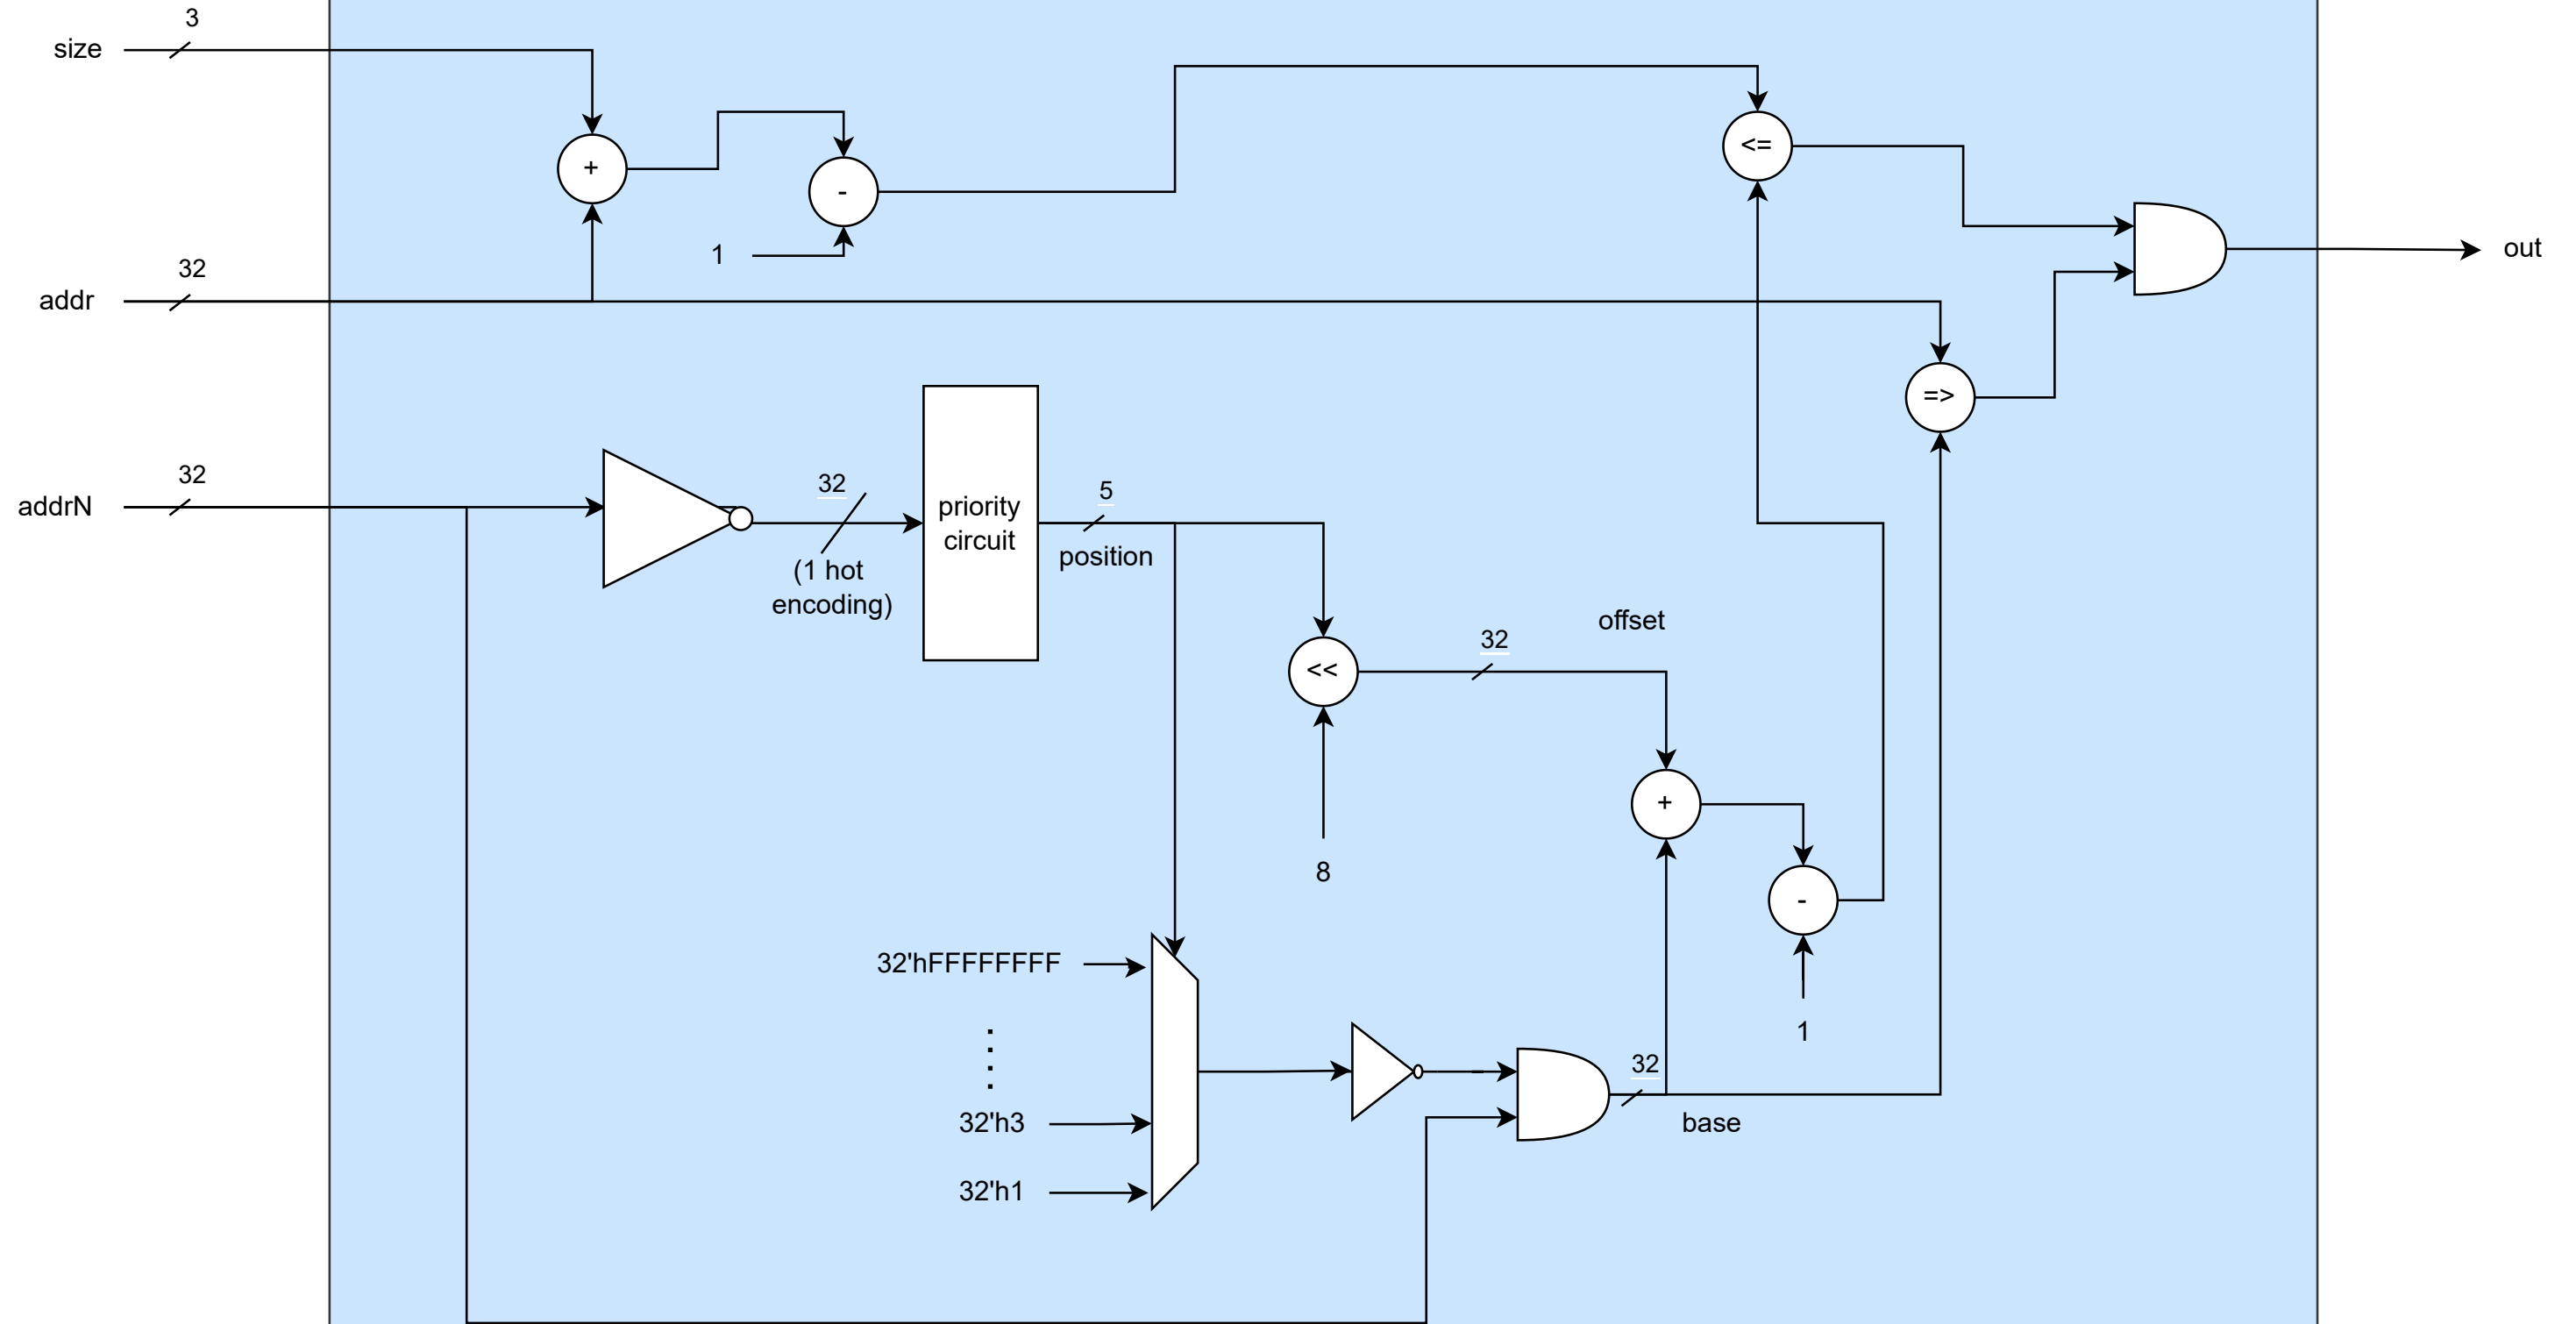 3
size
+
<=
-
1
out
32
addr
=>
32
addrN
32
priority
circuit
5
position
(1 hot
encoding)
offset
32
<<
+
8
-
32'hFFFFFFFF
1
32
32'h3
base
32'h1